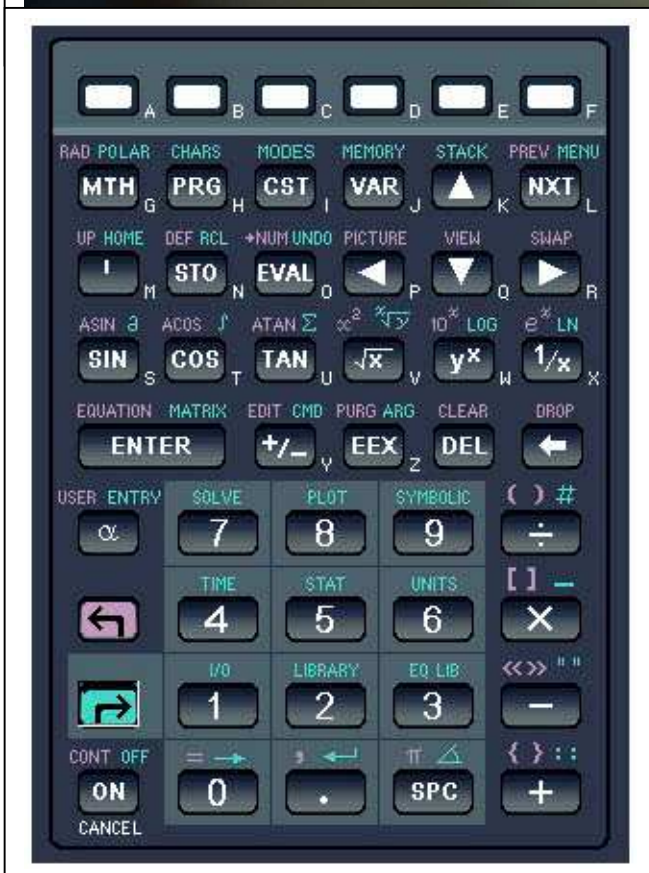 A B C D E F
RAD POLAR CHARS MODES MEMORY STACK PREV MENU
MTH G PRG H CST I VAR J ▲ K NXT L
UP HOME DEF RCL →NUM UNDO PICTURE VIEW SWAP
' M STO N EVAL O ◀ P ▼ Q ▶ R
ASIN ∂ ACOS ∫ ATAN Σ x² ˣ√y 10ˣ LOG eˣ LN
SIN S COS T TAN U √x V yˣ W 1/x X
EQUATION MATRIX EDIT CMD PURG ARG CLEAR DROP
ENTER +/− Y EEX Z DEL ←
USER ENTRY SOLVE PLOT SYMBOLIC ( ) #
α 7 8 9 ÷
TIME STAT UNITS [ ] _
↰ 4 5 6 ×
I/O LIBRARY EQ LIB «» " "
↱ 1 2 3 −
CONT OFF = → , ↵ π ∠ { } : :
ON 0 . SPC +
CANCEL